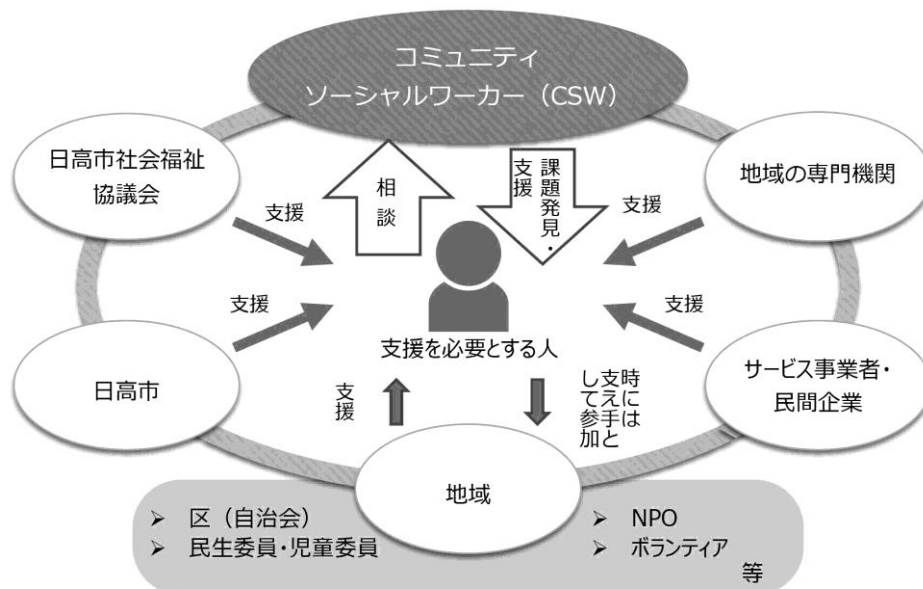 コミュニティ
ソーシャルワーカー（CSW）
日高市社会福祉
協議会
地域の専門機関
相談
課題発見・
支援
支援
支援
支援
支援
支援を必要とする人
日高市
サービス事業者・
民間企業
支援
時には
支え手と
して参加
地域
➢ 区（自治会）
➢ 民生委員・児童委員
➢ NPO
➢ ボランティア
等